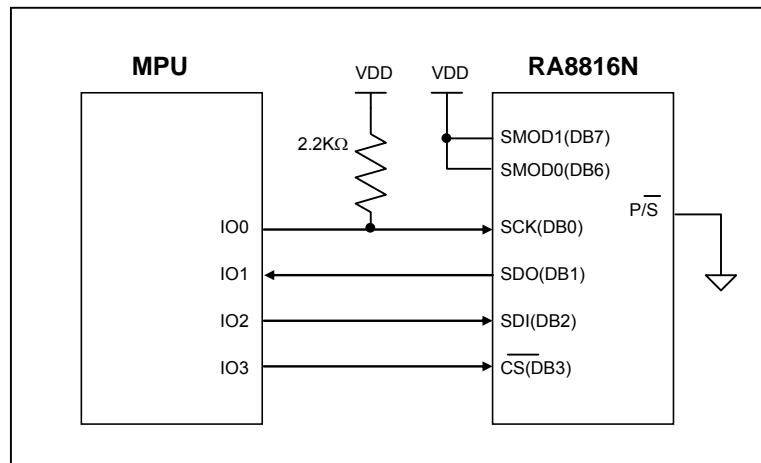 MPU
RA8816N
VDD
VDD
2.2KΩ
SMOD1(DB7)
SMOD0(DB6)
P/S̅
IO0
SCK(DB0)
IO1
SDO(DB1)
IO2
SDI(DB2)
IO3
C̅S̅(DB3)